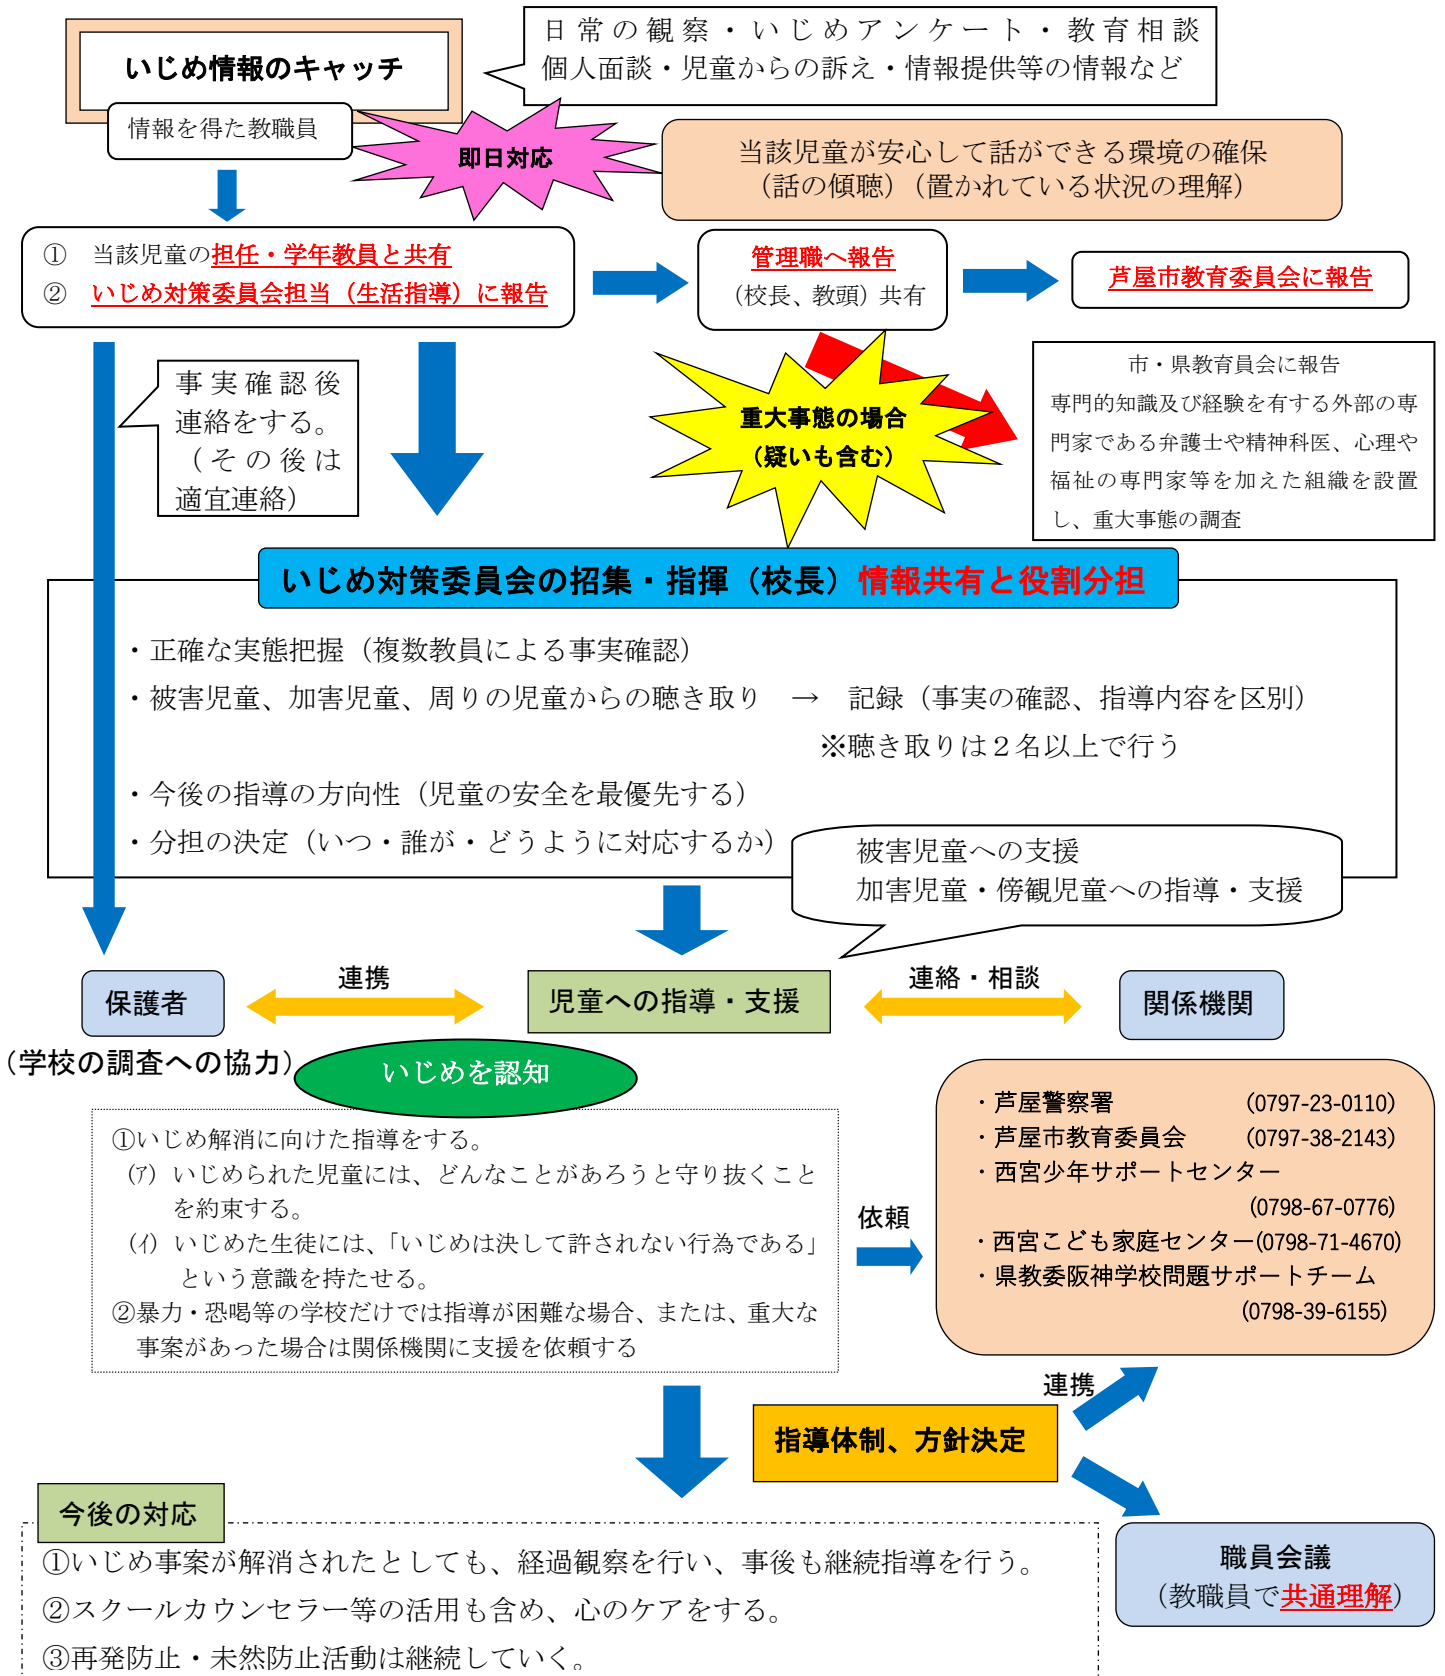 いじめ情報のキャッチ
日常の観察・いじめアンケート・教育相談
個人面談・児童からの訴え・情報提供等の情報など
情報を得た教職員
即日対応
当該児童が安心して話ができる環境の確保
（話の傾聴）（置かれている状況の理解）
①　当該児童の担任・学年教員と共有
②　いじめ対策委員会担当（生活指導）に報告
管理職へ報告
（校長、教頭）共有
芦屋市教育委員会に報告
事実確認後
連絡をする。
（その後は
適宜連絡）
重大事態の場合
（疑いも含む）
市・県教育員会に報告
専門的知識及び経験を有する外部の専
門家である弁護士や精神科医、心理や
福祉の専門家等を加えた組織を設置
し、重大事態の調査
いじめ対策委員会の招集・指揮（校長）情報共有と役割分担
・正確な実態把握（複数教員による事実確認）
・被害児童、加害児童、周りの児童からの聴き取り　→　記録（事実の確認、指導内容を区別）
※聴き取りは２名以上で行う
・今後の指導の方向性（児童の安全を最優先する）
・分担の決定（いつ・誰が・どうように対応するか）
被害児童への支援
加害児童・傍観児童への指導・支援
保護者
連携
児童への指導・支援
連絡・相談
関係機関
（学校の調査への協力）
いじめを認知
①いじめ解消に向けた指導をする。
(ｱ) いじめられた児童には、どんなことがあろうと守り抜くこと
を約束する。
(ｲ) いじめた生徒には、「いじめは決して許されない行為である」
という意識を持たせる。
②暴力・恐喝等の学校だけでは指導が困難な場合、または、重大な
事案があった場合は関係機関に支援を依頼する
依頼
・芦屋警察署　(0797-23-0110)
・芦屋市教育委員会　(0797-38-2143)
・西宮少年サポートセンター
(0798-67-0776)
・西宮こども家庭センター(0798-71-4670)
・県教委阪神学校問題サポートチーム
(0798-39-6155)
連携
指導体制、方針決定
今後の対応
①いじめ事案が解消されたとしても、経過観察を行い、事後も継続指導を行う。
②スクールカウンセラー等の活用も含め、心のケアをする。
③再発防止・未然防止活動は継続していく。
職員会議
（教職員で共通理解）